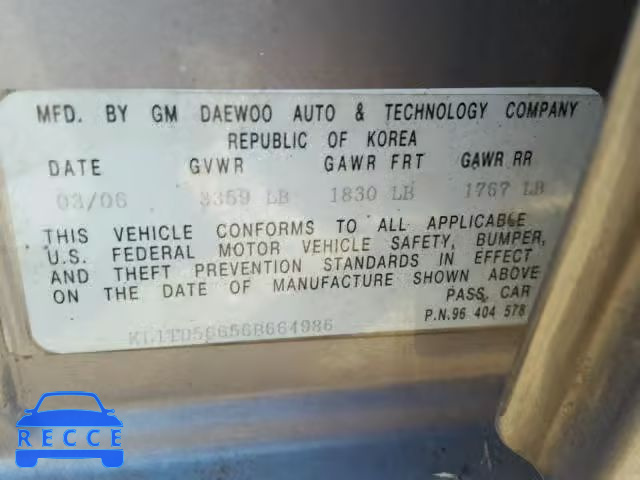 MFD. BY GM DAEWOO AUTO & TECHNOLOGY COMPANY
REPUBLIC OF KOREA
DATE GVWR GAWR FRT GAWR RR
03/06 3359 LB 1830 LB 1767 LB
THIS VEHICLE CONFORMS TO ALL APPLICABLE
U.S. FEDERAL MOTOR VEHICLE SAFETY, BUMPER,
AND THEFT PREVENTION STANDARDS IN EFFECT
ON THE DATE OF MANUFACTURE SHOWN ABOVE
PASS. CAR
P.N.96 404 578
KL1TD56656B664986
RECCE